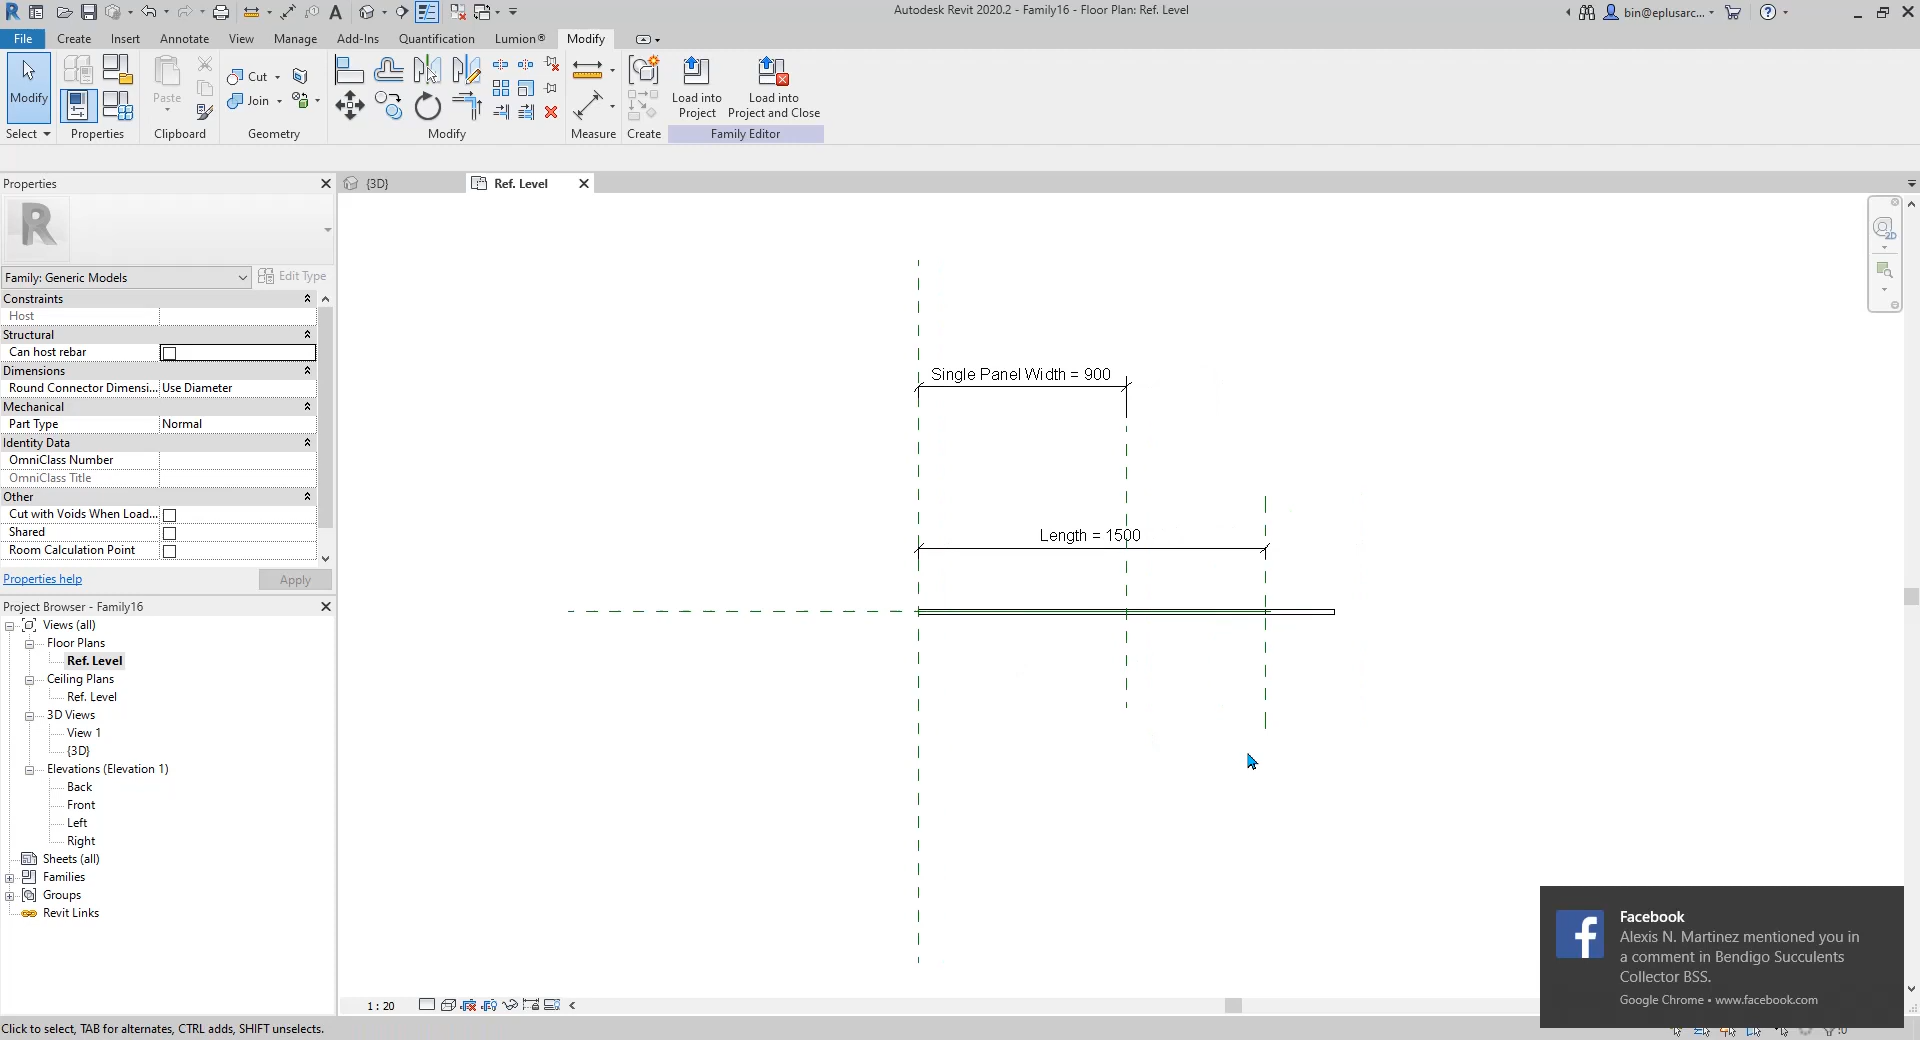 Autodesk Revit 2020.2 - Family16 - Floor Plan: Ref. Level
bin@eplusarc...
File Create Insert Annotate View Manage Add-Ins Quantification Lumion® Modify
Modify
Paste
Cut
Join
Load into
Project
Load into
Project and Close
Select Properties Clipboard Geometry Modify Measure Create Family Editor
Properties
{3D}
Ref. Level
R
Family: Generic Models
Edit Type
Constraints
Host
Structural
Can host rebar
Dimensions
Round Connector Dimensi... Use Diameter
Mechanical
Part Type Normal
Identity Data
OmniClass Number
OmniClass Title
Other
Cut with Voids When Load...
Shared
Room Calculation Point
Properties help
Apply
Project Browser - Family16
Views (all)
Floor Plans
Ref. Level
Ceiling Plans
Ref. Level
3D Views
View 1
{3D}
Elevations (Elevation 1)
Back
Front
Left
Right
Sheets (all)
Families
Groups
Revit Links
Single Panel Width = 900
Length = 1500
2D
1 : 20
Facebook
Alexis N. Martinez mentioned you in
a comment in Bendigo Succulents
Collector BSS.
Google Chrome • www.facebook.com
Click to select, TAB for alternates, CTRL adds, SHIFT unselects.
:0